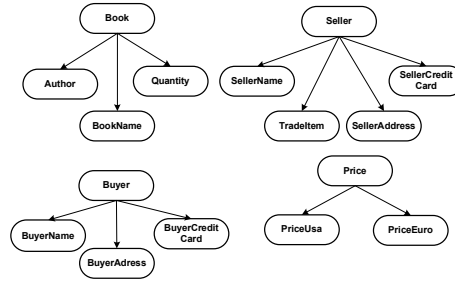 Book
Author
Quantity
BookName
Seller
SellerName
SellerCredit
Card
TradeItem
SellerAddress
Buyer
BuyerName
BuyerCredit
Card
BuyerAdress
Price
PriceUsa
PriceEuro